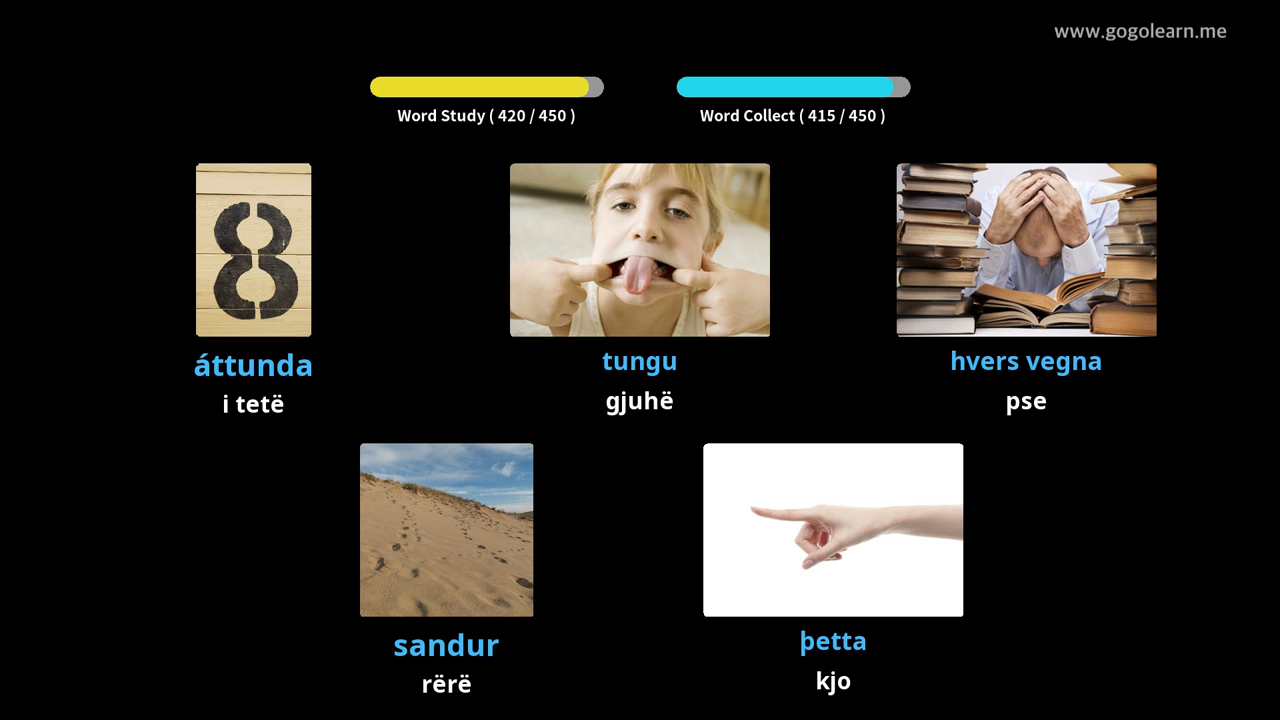 www.gogolearn.me
Word Study ( 420 / 450 )
Word Collect ( 415 / 450 )
8
áttunda
i tetë
tungu
gjuhë
hvers vegna
pse
sandur
rërë
þetta
kjo